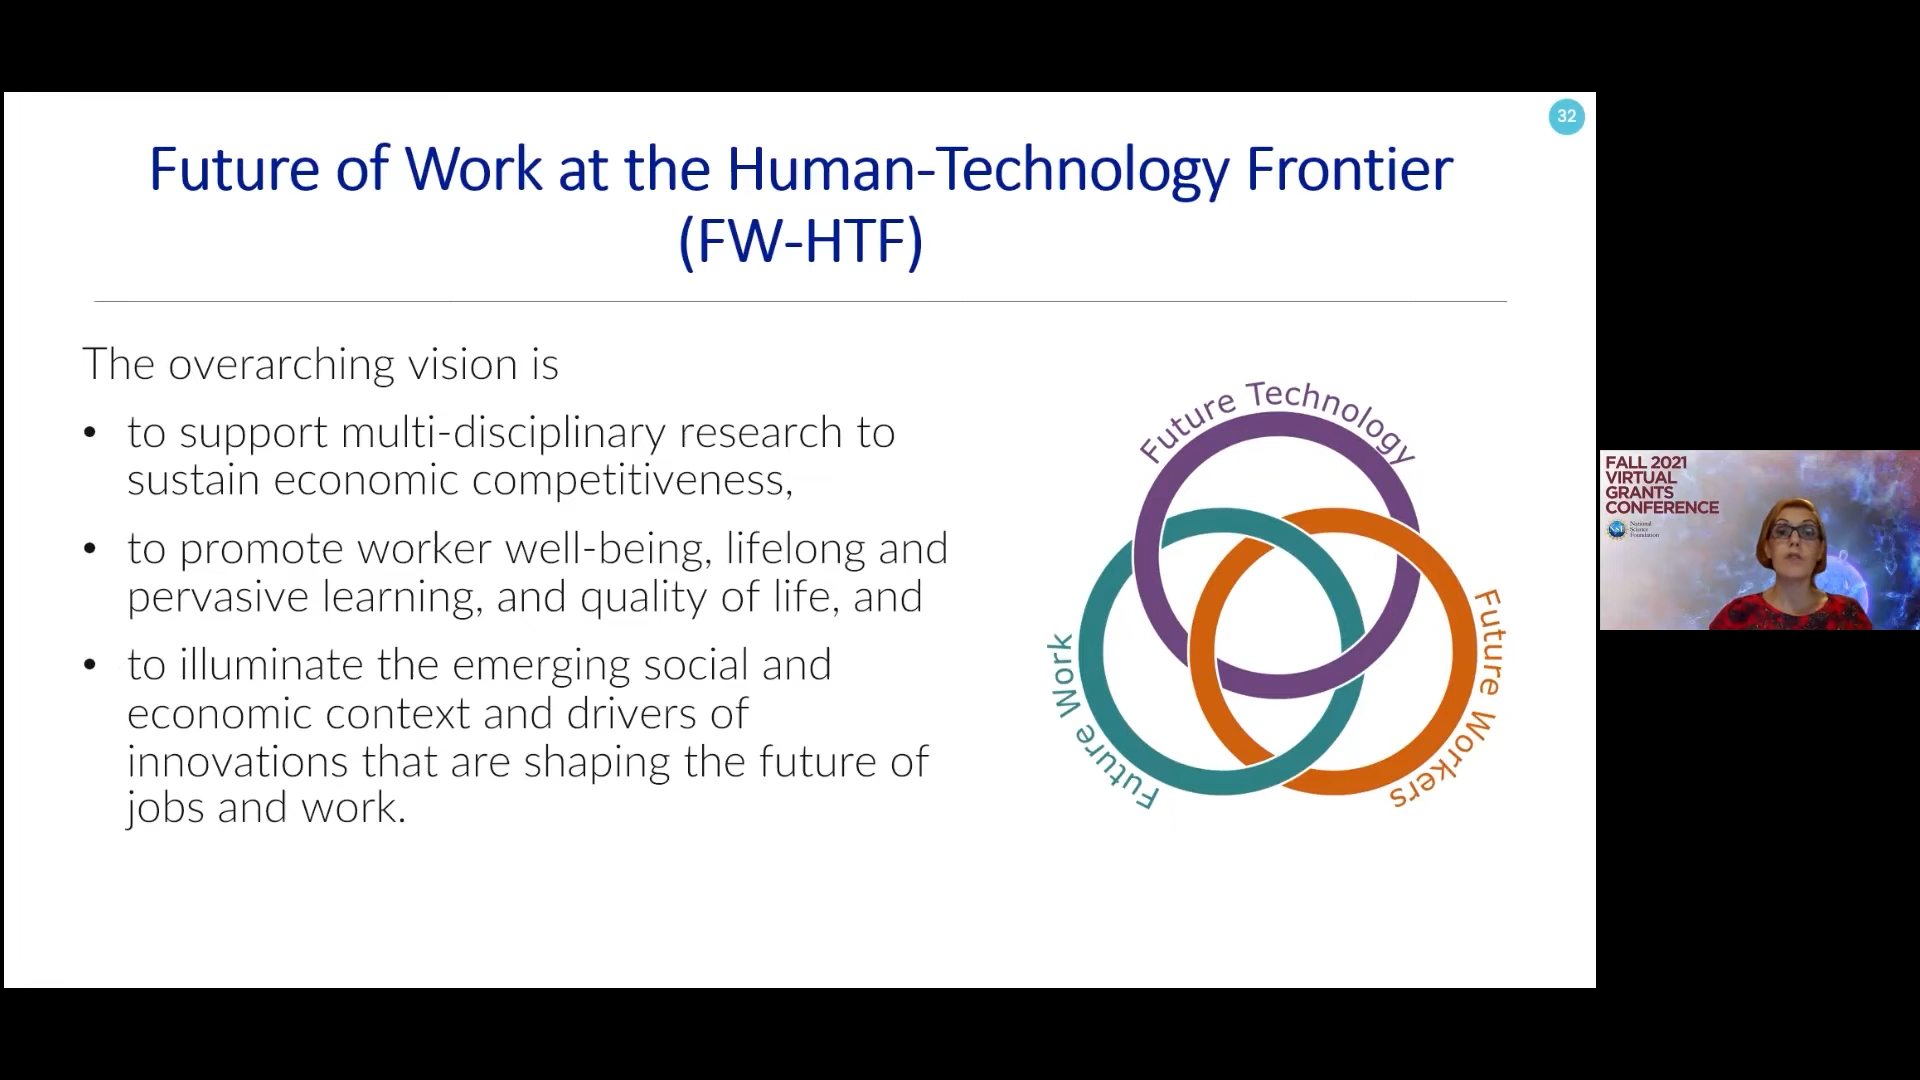 32
Future of Work at the Human-Technology Frontier
(FW-HTF)
The overarching vision is
• to support multi-disciplinary research to
sustain economic competitiveness,
• to promote worker well-being, lifelong and
pervasive learning, and quality of life, and
• to illuminate the emerging social and
economic context and drivers of
innovations that are shaping the future of
jobs and work.
Future Technology
Future Work
Future Workers
FALL 2021
VIRTUAL
GRANTS
CONFERENCE
NSF
National
Science
Foundation